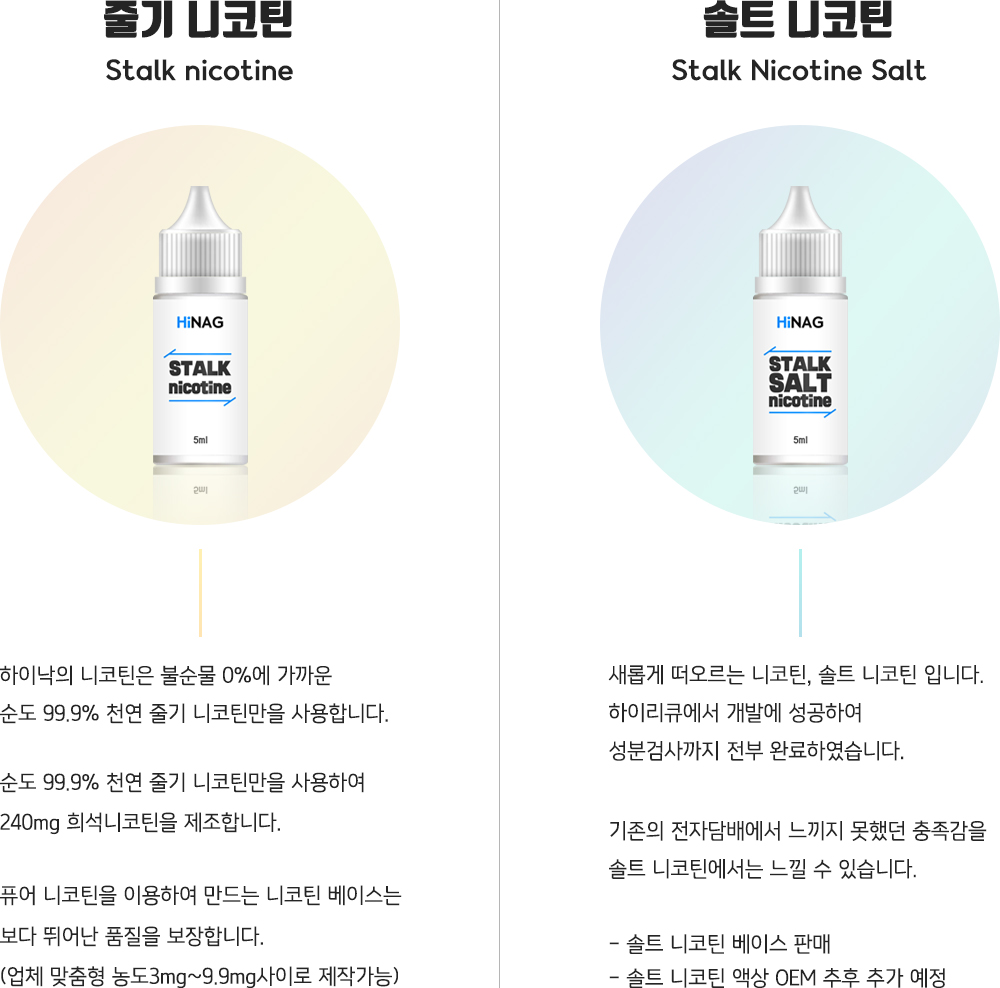 줄기 니코틴
Stalk nicotine
HiNAG
STALK
nicotine
5ml
하이낙의 니코틴은 불순물 0%에 가까운
순도 99.9% 천연 줄기 니코틴만을 사용합니다.
순도 99.9% 천연 줄기 니코틴만을 사용하여
240mg 희석니코틴을 제조합니다.
퓨어 니코틴을 이용하여 만드는 니코틴 베이스는
보다 뛰어난 품질을 보장합니다.
(업체 맞춤형 농도3mg~9.9mg사이로 제작가능)
솔트 니코틴
Stalk Nicotine Salt
HiNAG
STALK
SALT
nicotine
5ml
새롭게 떠오르는 니코틴, 솔트 니코틴 입니다.
하이리큐에서 개발에 성공하여
성분검사까지 전부 완료하였습니다.
기존의 전자담배에서 느끼지 못했던 충족감을
솔트 니코틴에서는 느낄 수 있습니다.
- 솔트 니코틴 베이스 판매
- 솔트 니코틴 액상 OEM 추후 추가 예정